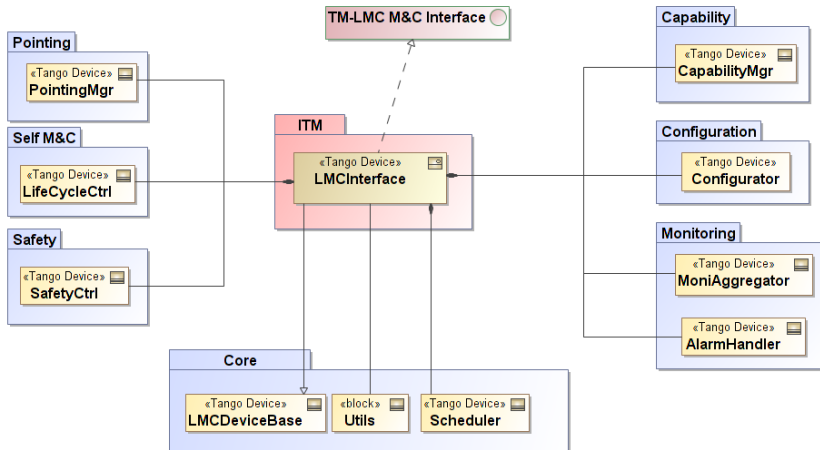 TM-LMC M&C Interface
Pointing
«Tango Device»
PointingMgr
Self M&C
«Tango Device»
LifeCycleCtrl
Safety
«Tango Device»
SafetyCtrl
ITM
«Tango Device»
LMCInterface
Capability
«Tango Device»
CapabilityMgr
Configuration
«Tango Device»
Configurator
Monitoring
«Tango Device»
MoniAggregator
«Tango Device»
AlarmHandler
Core
«Tango Device»
LMCDeviceBase
«block»
Utils
«Tango Device»
Scheduler